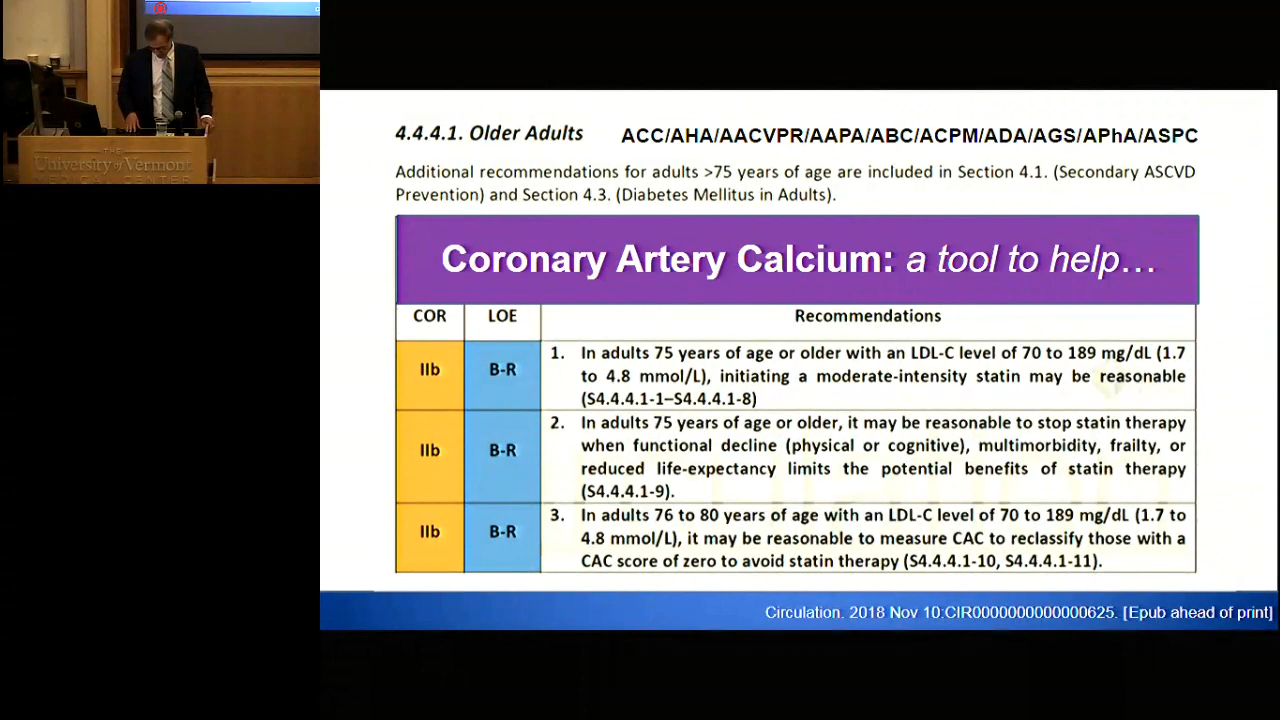 THE
University of Vermont
MEDICAL CENTER
4.4.4.1. Older Adults ACC/AHA/AACVPR/AAPA/ABC/ACPM/ADA/AGS/APhA/ASPC
Additional recommendations for adults >75 years of age are included in Section 4.1. (Secondary ASCVD
Prevention) and Section 4.3. (Diabetes Mellitus in Adults).
Coronary Artery Calcium: a tool to help…
COR LOE Recommendations
IIb B-R 1. In adults 75 years of age or older with an LDL-C level of 70 to 189 mg/dL (1.7
to 4.8 mmol/L), initiating a moderate-intensity statin may be reasonable
(S4.4.4.1-1–S4.4.4.1-8)
IIb B-R 2. In adults 75 years of age or older, it may be reasonable to stop statin therapy
when functional decline (physical or cognitive), multimorbidity, frailty, or
reduced life-expectancy limits the potential benefits of statin therapy
(S4.4.4.1-9).
IIb B-R 3. In adults 76 to 80 years of age with an LDL-C level of 70 to 189 mg/dL (1.7 to
4.8 mmol/L), it may be reasonable to measure CAC to reclassify those with a
CAC score of zero to avoid statin therapy (S4.4.4.1-10, S4.4.4.1-11).
Circulation. 2018 Nov 10:CIR0000000000000625. [Epub ahead of print]